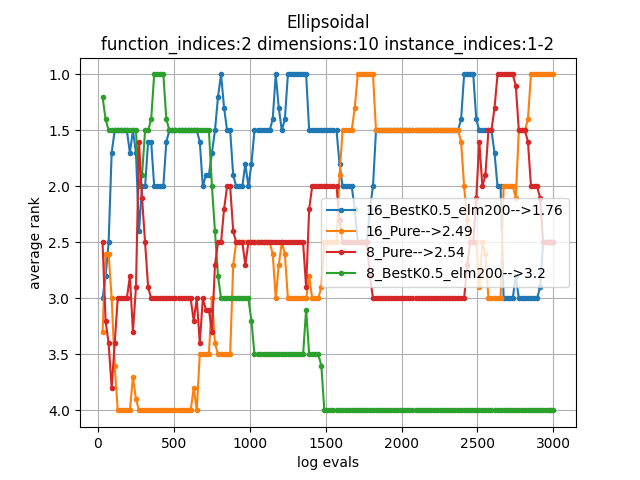 Ellipsoidal
function_indices:2 dimensions:10 instance_indices:1-2
1.0
1.5
2.0
2.5
3.0
3.5
4.0
average rank
16_BestK0.5_elm200-->1.76
16_Pure-->2.49
8_Pure-->2.54
8_BestK0.5_elm200-->3.2
0 500 1000 1500 2000 2500 3000
log evals